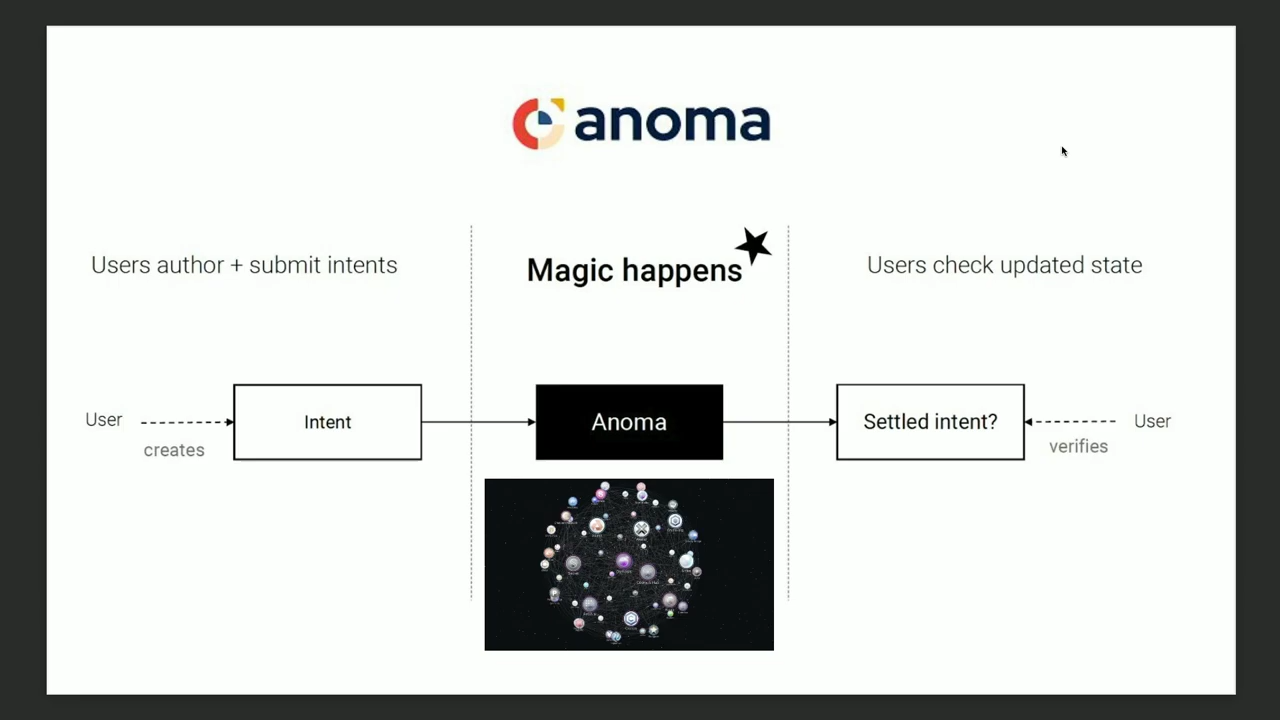 anoma
Users author + submit intents
Magic happens
Users check updated state
User
creates
Intent
Anoma
Settled intent?
verifies
User